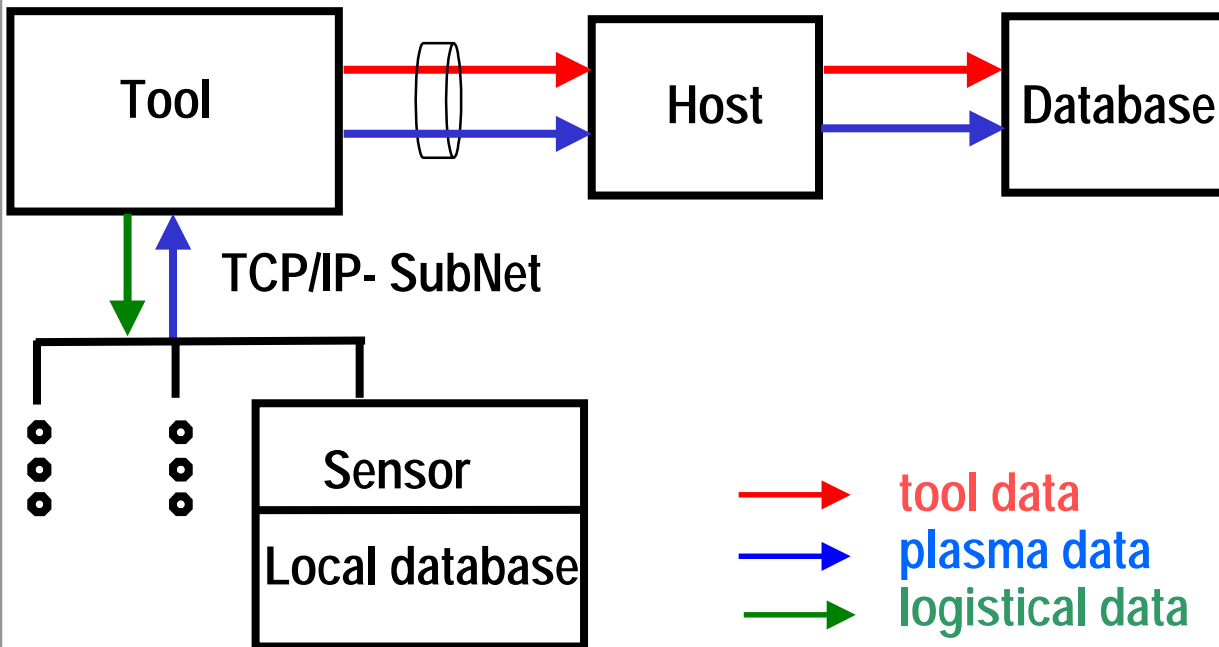 Tool
Host
Database
TCP/IP- SubNet
Sensor
Local database
tool data
plasma data
logistical data